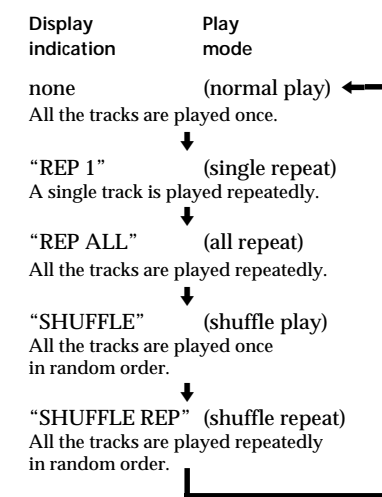 Display Play
indication mode
none (normal play)
All the tracks are played once.
“REP 1” (single repeat)
A single track is played repeatedly.
“REP ALL” (all repeat)
All the tracks are played repeatedly.
“SHUFFLE” (shuffle play)
All the tracks are played once
in random order.
“SHUFFLE REP” (shuffle repeat)
All the tracks are played repeatedly
in random order.